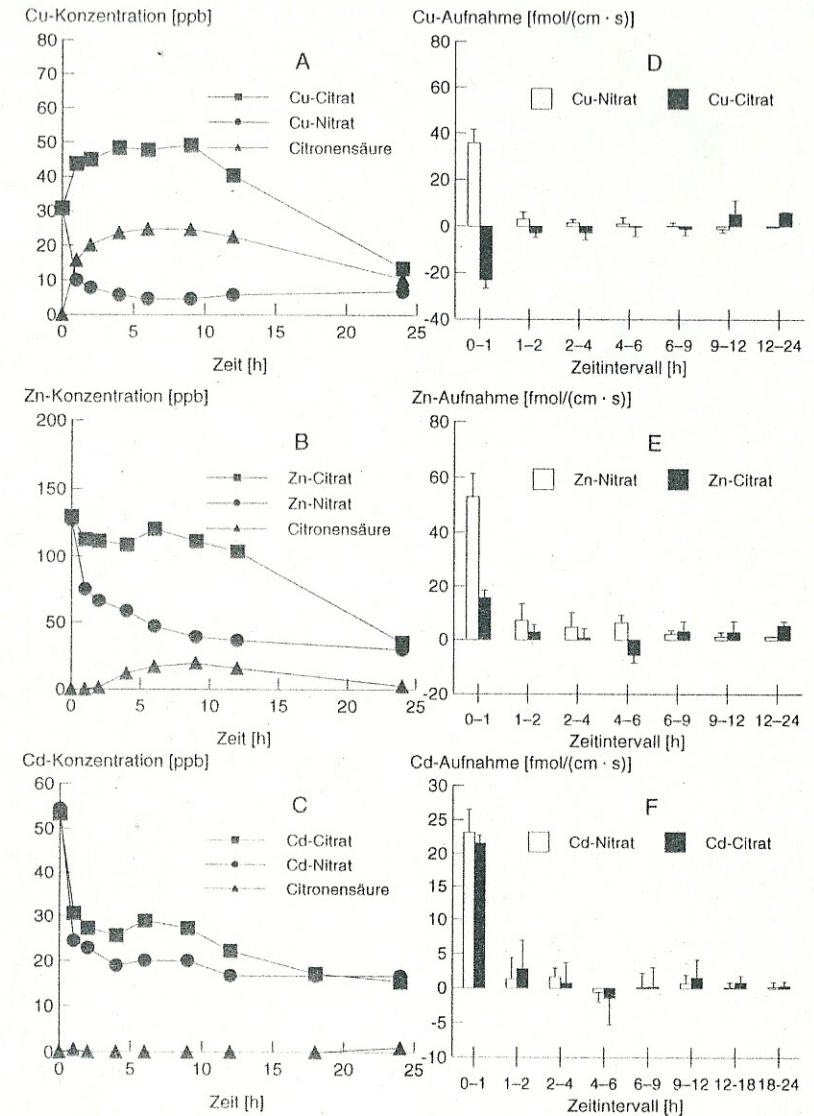 Cu-Konzentration [ppb]
80
70
60
50
40
30
20
10
0
A
Cu-Citrat
Cu-Nitrat
Citronensäure
0 5 10 15 20 25
Zeit [h]
Cu-Aufnahme [fmol/(cm · s)]
80
60
40
20
0
-20
-40
D
Cu-Nitrat Cu-Citrat
0–1 1–2 2–4 4–6 6–9 9–12 12–24
Zeitintervall [h]
Zn-Konzentration [ppb]
200
150
100
50
0
B
Zn-Citrat
Zn-Nitrat
Citronensäure
0 5 10 15 20 25
Zeit [h]
Zn-Aufnahme [fmol/(cm · s)]
80
60
40
20
0
-20
E
Zn-Nitrat Zn-Citrat
0–1 1–2 2–4 4–6 6–9 9–12 12–24
Zeitintervall [h]
Cd-Konzentration [ppb]
60
50
40
30
20
10
0
C
Cd-Citrat
Cd-Nitrat
Citronensäure
0 5 10 15 20 25
Zeit [h]
Cd-Aufnahme [fmol/(cm · s)]
30
25
20
15
10
5
0
-5
-10
F
Cd-Nitrat Cd-Citrat
0–1 1–2 2–4 4–6 6–9 9–12 12-18 18-24
Zeitintervall [h]